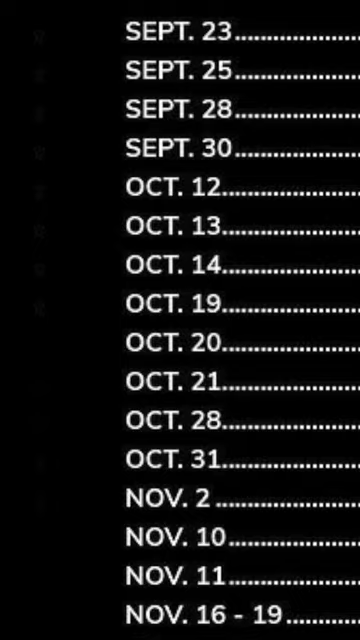 SEPT. 23..................
SEPT. 25..................
SEPT. 28..................
SEPT. 30..................
OCT. 12....................
OCT. 13....................
OCT. 14....................
OCT. 19....................
OCT. 20....................
OCT. 21....................
OCT. 28....................
OCT. 31....................
NOV. 2.....................
NOV. 10...................
NOV. 11...................
NOV. 16 - 19...........